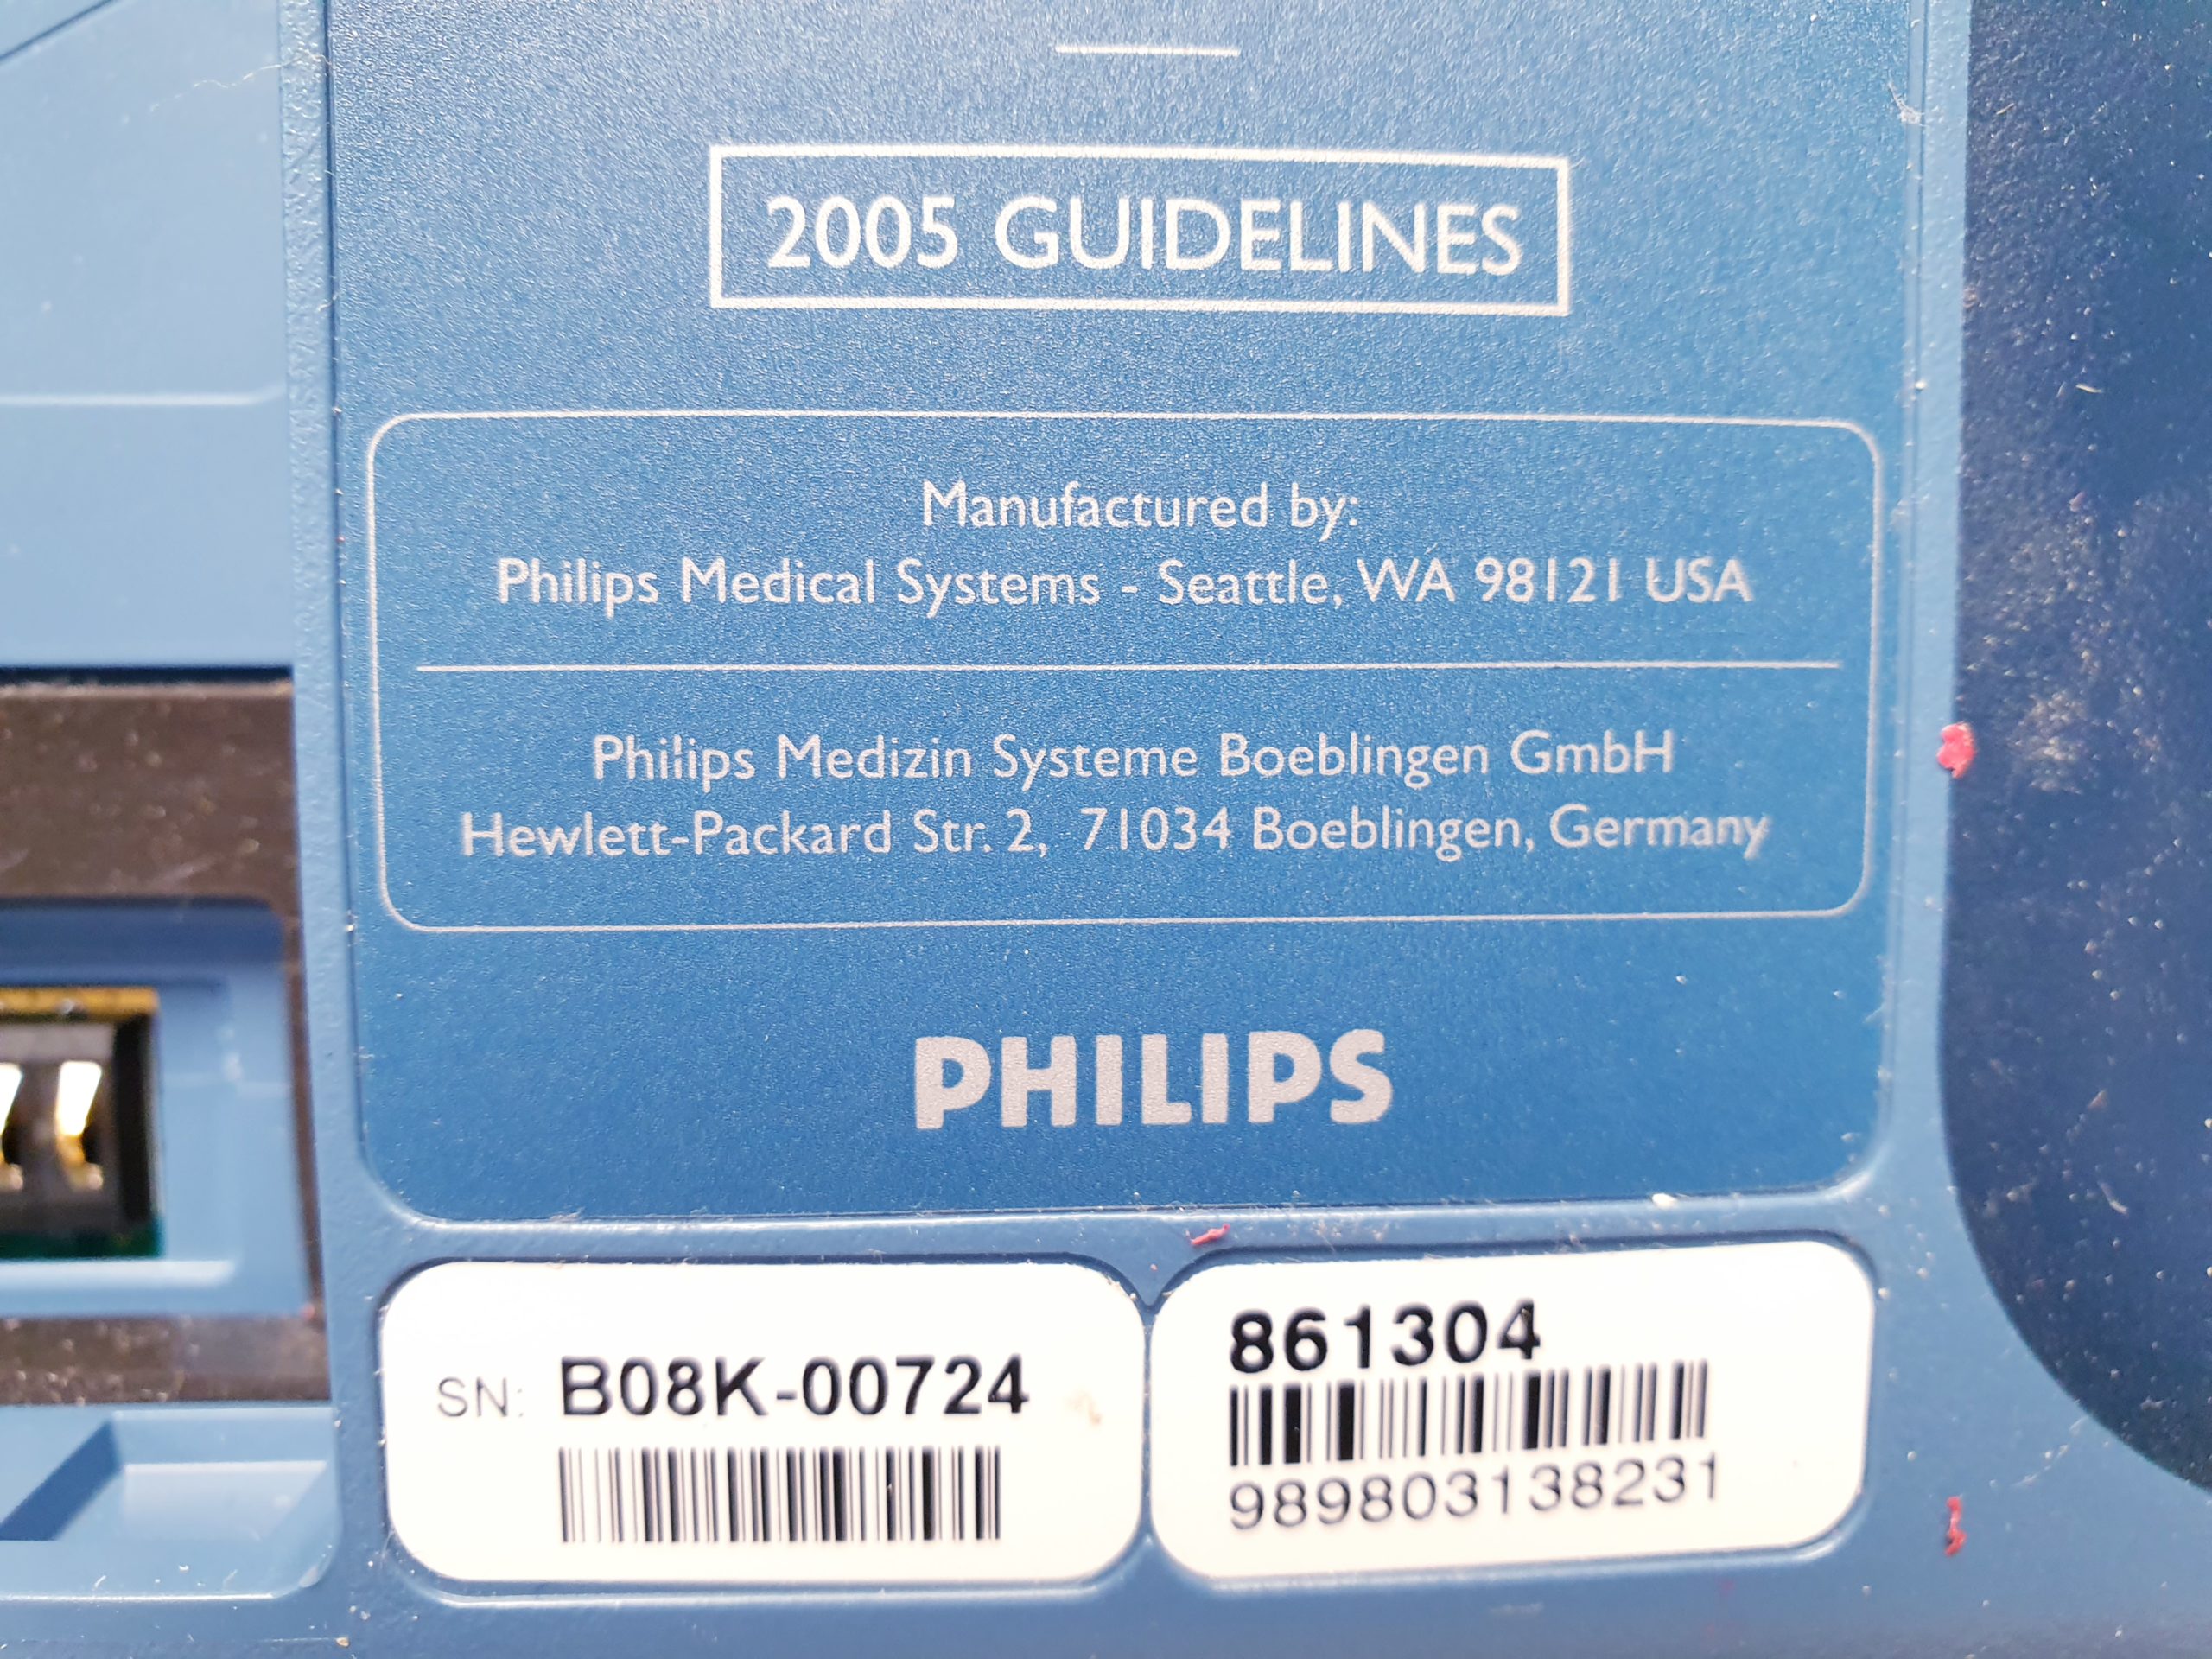 2005 GUIDELINES
Manufactured by:
Philips Medical Systems - Seattle, WA 98121 USA
Philips Medizin Systeme Boeblingen GmbH
Hewlett-Packard Str. 2, 71034 Boeblingen, Germany
PHILIPS
SN: B08K-00724
861304
989803138231